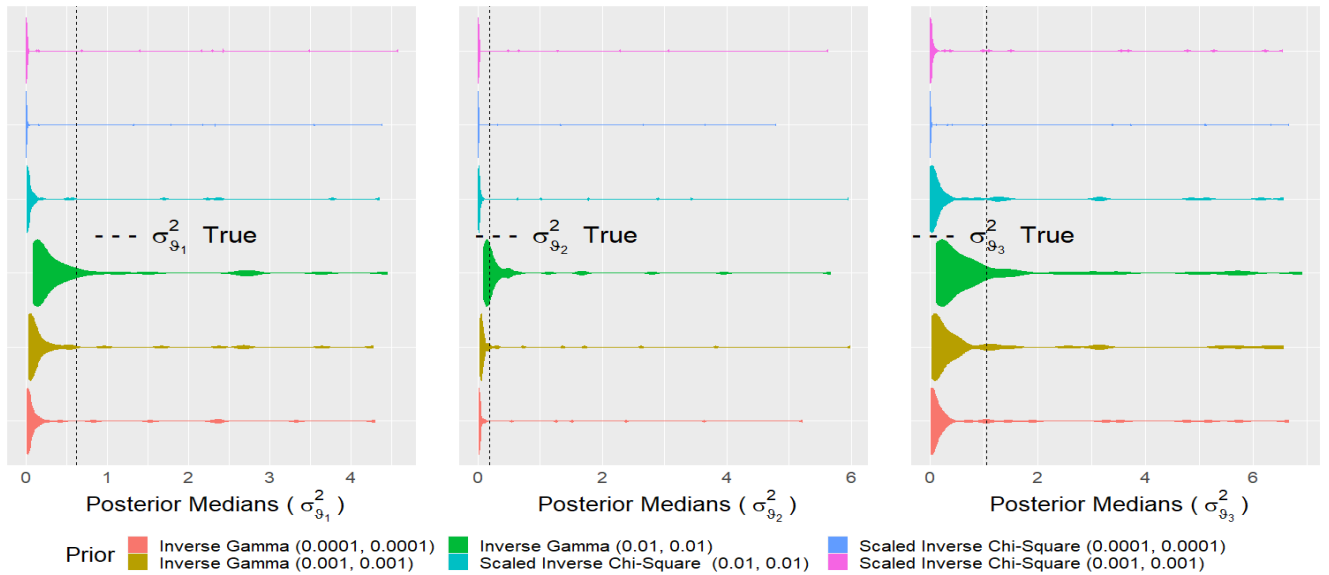 --- σ²ϑ₁ True
--- σ²ϑ₂ True
--- σ²ϑ₃ True
0 1 2 3 4
0 2 4 6
0 2 4 6
Posterior Medians ( σ²ϑ₁ )
Posterior Medians ( σ²ϑ₂ )
Posterior Medians ( σ²ϑ₃ )
Prior
Inverse Gamma (0.0001, 0.0001)
Inverse Gamma (0.001, 0.001)
Inverse Gamma (0.01, 0.01)
Scaled Inverse Chi-Square (0.01, 0.01)
Scaled Inverse Chi-Square (0.0001, 0.0001)
Scaled Inverse Chi-Square (0.001, 0.001)